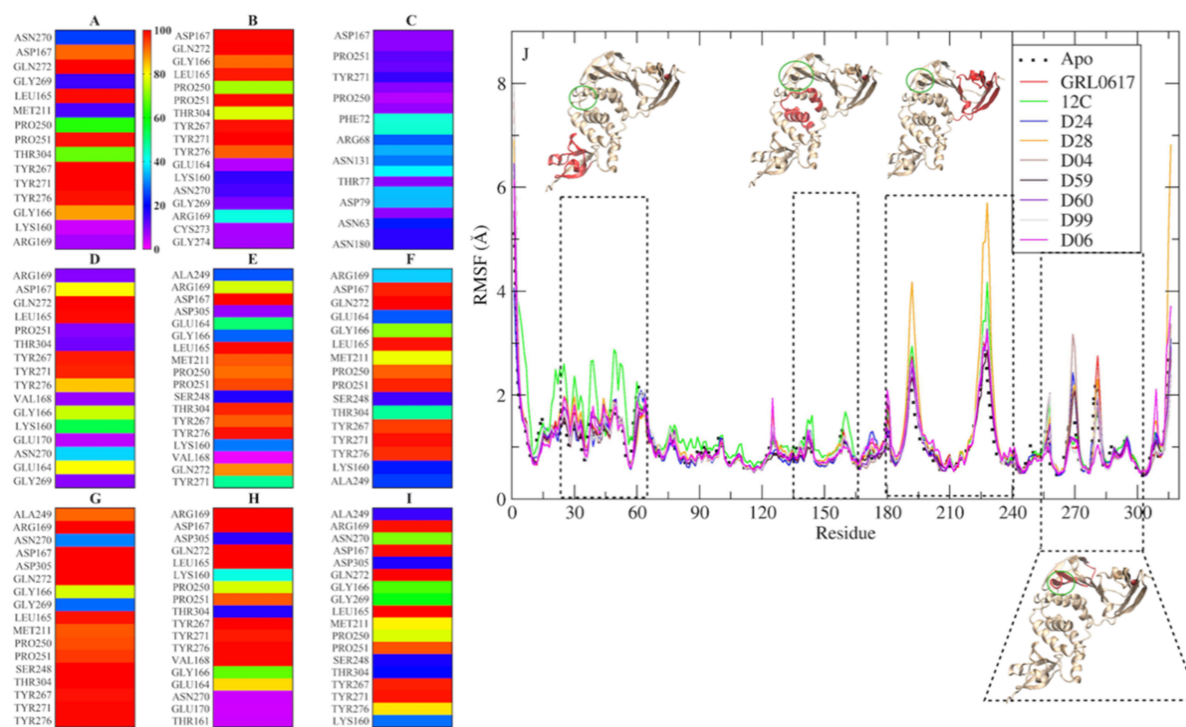 A
ASN270
ASP167
GLN272
GLY269
LEU165
MET211
PRO250
PRO251
THR304
TYR267
TYR271
TYR276
GLY166
LYS160
ARG169
100
80
60
40
20
0
B
ASP167
GLN272
GLY166
LEU165
PRO250
PRO251
THR304
TYR267
TYR271
TYR276
GLU164
LYS160
ASN270
GLY269
ARG169
CYS273
GLY274
C
ASP167
PRO251
TYR271
PRO250
PHE72
ARG68
ASN131
THR77
ASP79
ASN63
ASN180
D
ARG169
ASP167
GLN272
LEU165
PRO251
THR304
TYR267
TYR271
TYR276
VAL168
GLY166
LYS160
GLU170
ASN270
GLU164
GLY269
E
ALA249
ARG169
ASP167
ASP305
GLU164
GLY166
LEU165
MET211
PRO250
PRO251
SER248
THR304
TYR267
TYR276
LYS160
VAL168
GLN272
TYR271
F
ARG169
ASP167
GLN272
GLU164
GLY166
LEU165
MET211
PRO250
PRO251
SER248
THR304
TYR267
TYR271
TYR276
LYS160
ALA249
G
ALA249
ARG169
ASN270
ASP167
ASP305
GLN272
GLY166
GLY269
LEU165
MET211
PRO250
PRO251
SER248
THR304
TYR267
TYR271
TYR276
H
ARG169
ASP167
ASP305
GLN272
LEU165
LYS160
PRO250
PRO251
THR304
TYR267
TYR271
TYR276
VAL168
GLY166
GLU164
ASN270
GLU170
THR161
I
ALA249
ARG169
ASN270
ASP167
ASP305
GLN272
GLY166
GLY269
LEU165
MET211
PRO250
PRO251
SER248
THR304
TYR267
TYR271
TYR276
LYS160
J
Apo
GRL0617
12C
D24
D28
D04
D59
D60
D99
D06
RMSF (Å)
8
6
4
2
0
0 30 60 90 120 150 180 210 240 270 300
Residue